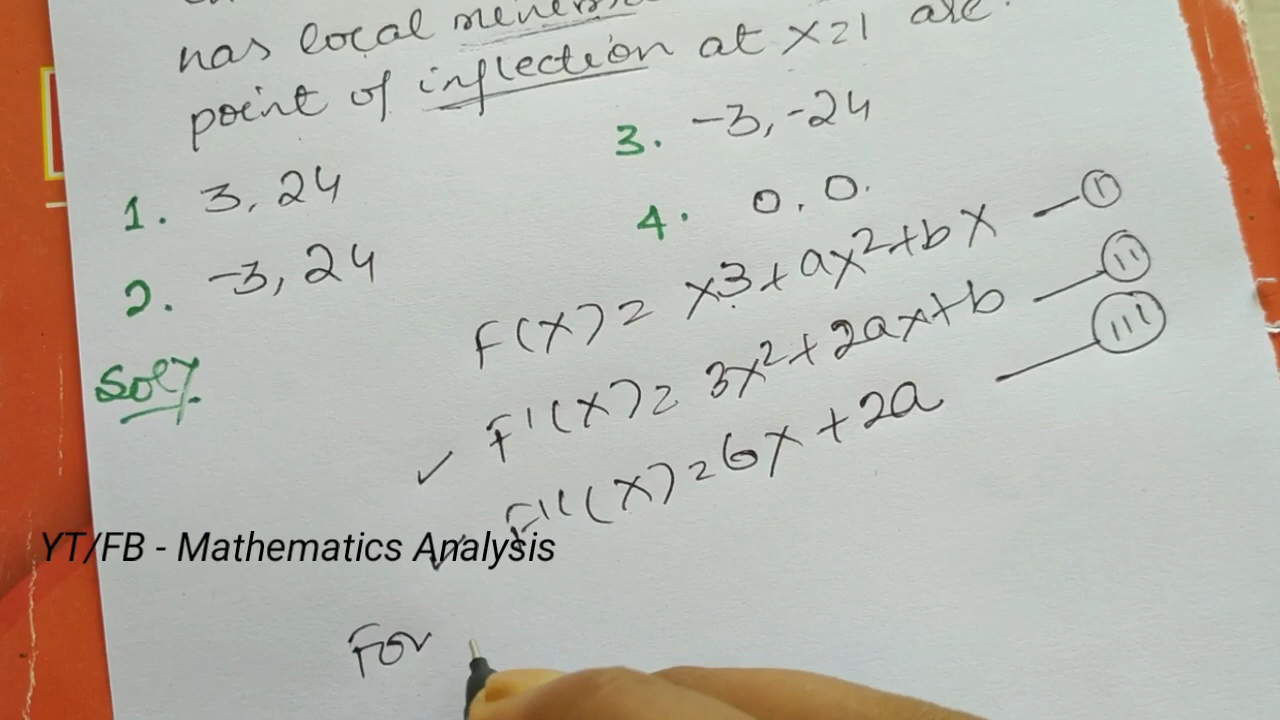 has local
point of inflection at x=1 are.
1. 3, 24
2. -3, 24
3. -3, -24
4. 0, 0.
Soln
F(x) = x3 + ax2 + bx — (i)
F'(x) = 3x2 + 2ax + b — (ii)
F''(x) = 6x + 2a — (iii)
YT/FB - Mathematics Analysis
For